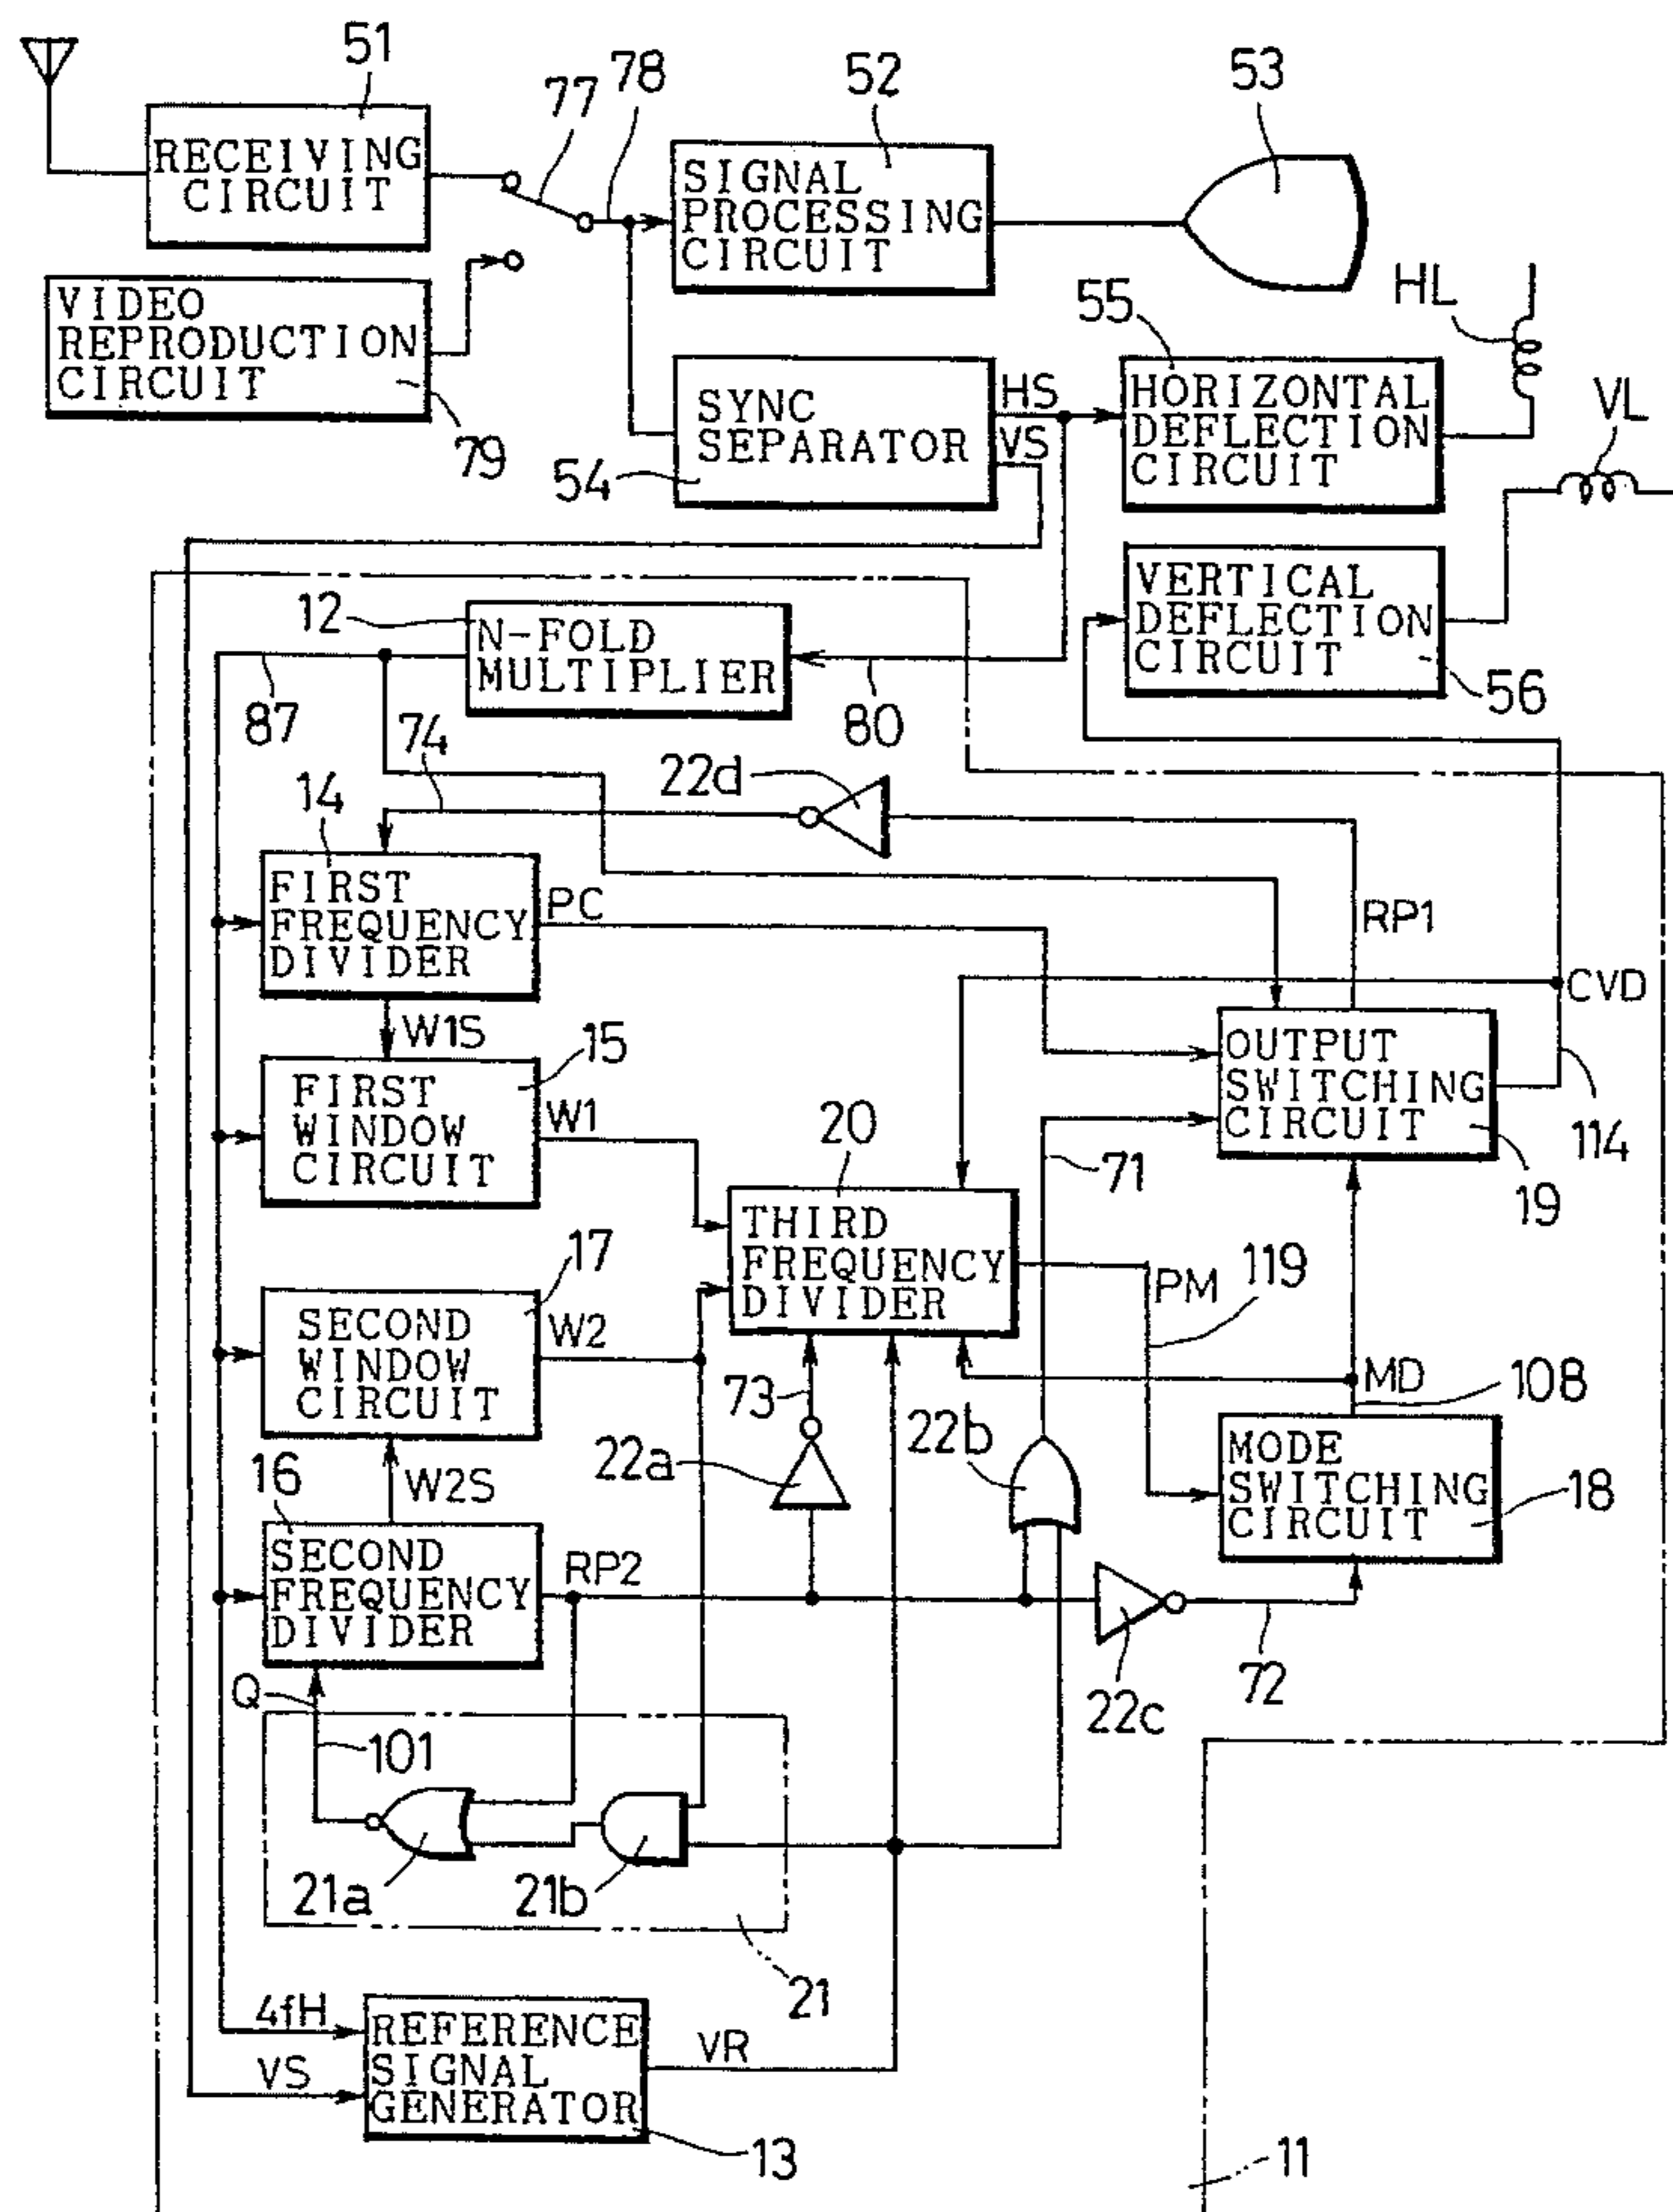 51
77
78
52
53
RECEIVING
CIRCUIT
SIGNAL
PROCESSING
CIRCUIT
VIDEO
REPRODUCTION
CIRCUIT
79
55
HL
SYNC
SEPARATOR
54
HS
VS
HORIZONTAL
DEFLECTION
CIRCUIT
VL
12
N-FOLD
MULTIPLIER
VERTICAL
DEFLECTION
CIRCUIT
56
87
80
74
22d
14
FIRST
FREQUENCY
DIVIDER
PC
RP1
CVD
W1S
15
FIRST
WINDOW
CIRCUIT
W1
20
OUTPUT
SWITCHING
CIRCUIT
114
71
19
17
THIRD
FREQUENCY
DIVIDER
SECOND
WINDOW
CIRCUIT
W2
PM
119
73
MD
108
22a
22b
16
W2S
MODE
SWITCHING
CIRCUIT
18
SECOND
FREQUENCY
DIVIDER
RP2
72
22c
Q
101
21a
21b
21
4fH
VS
REFERENCE
SIGNAL
GENERATOR
VR
13
11